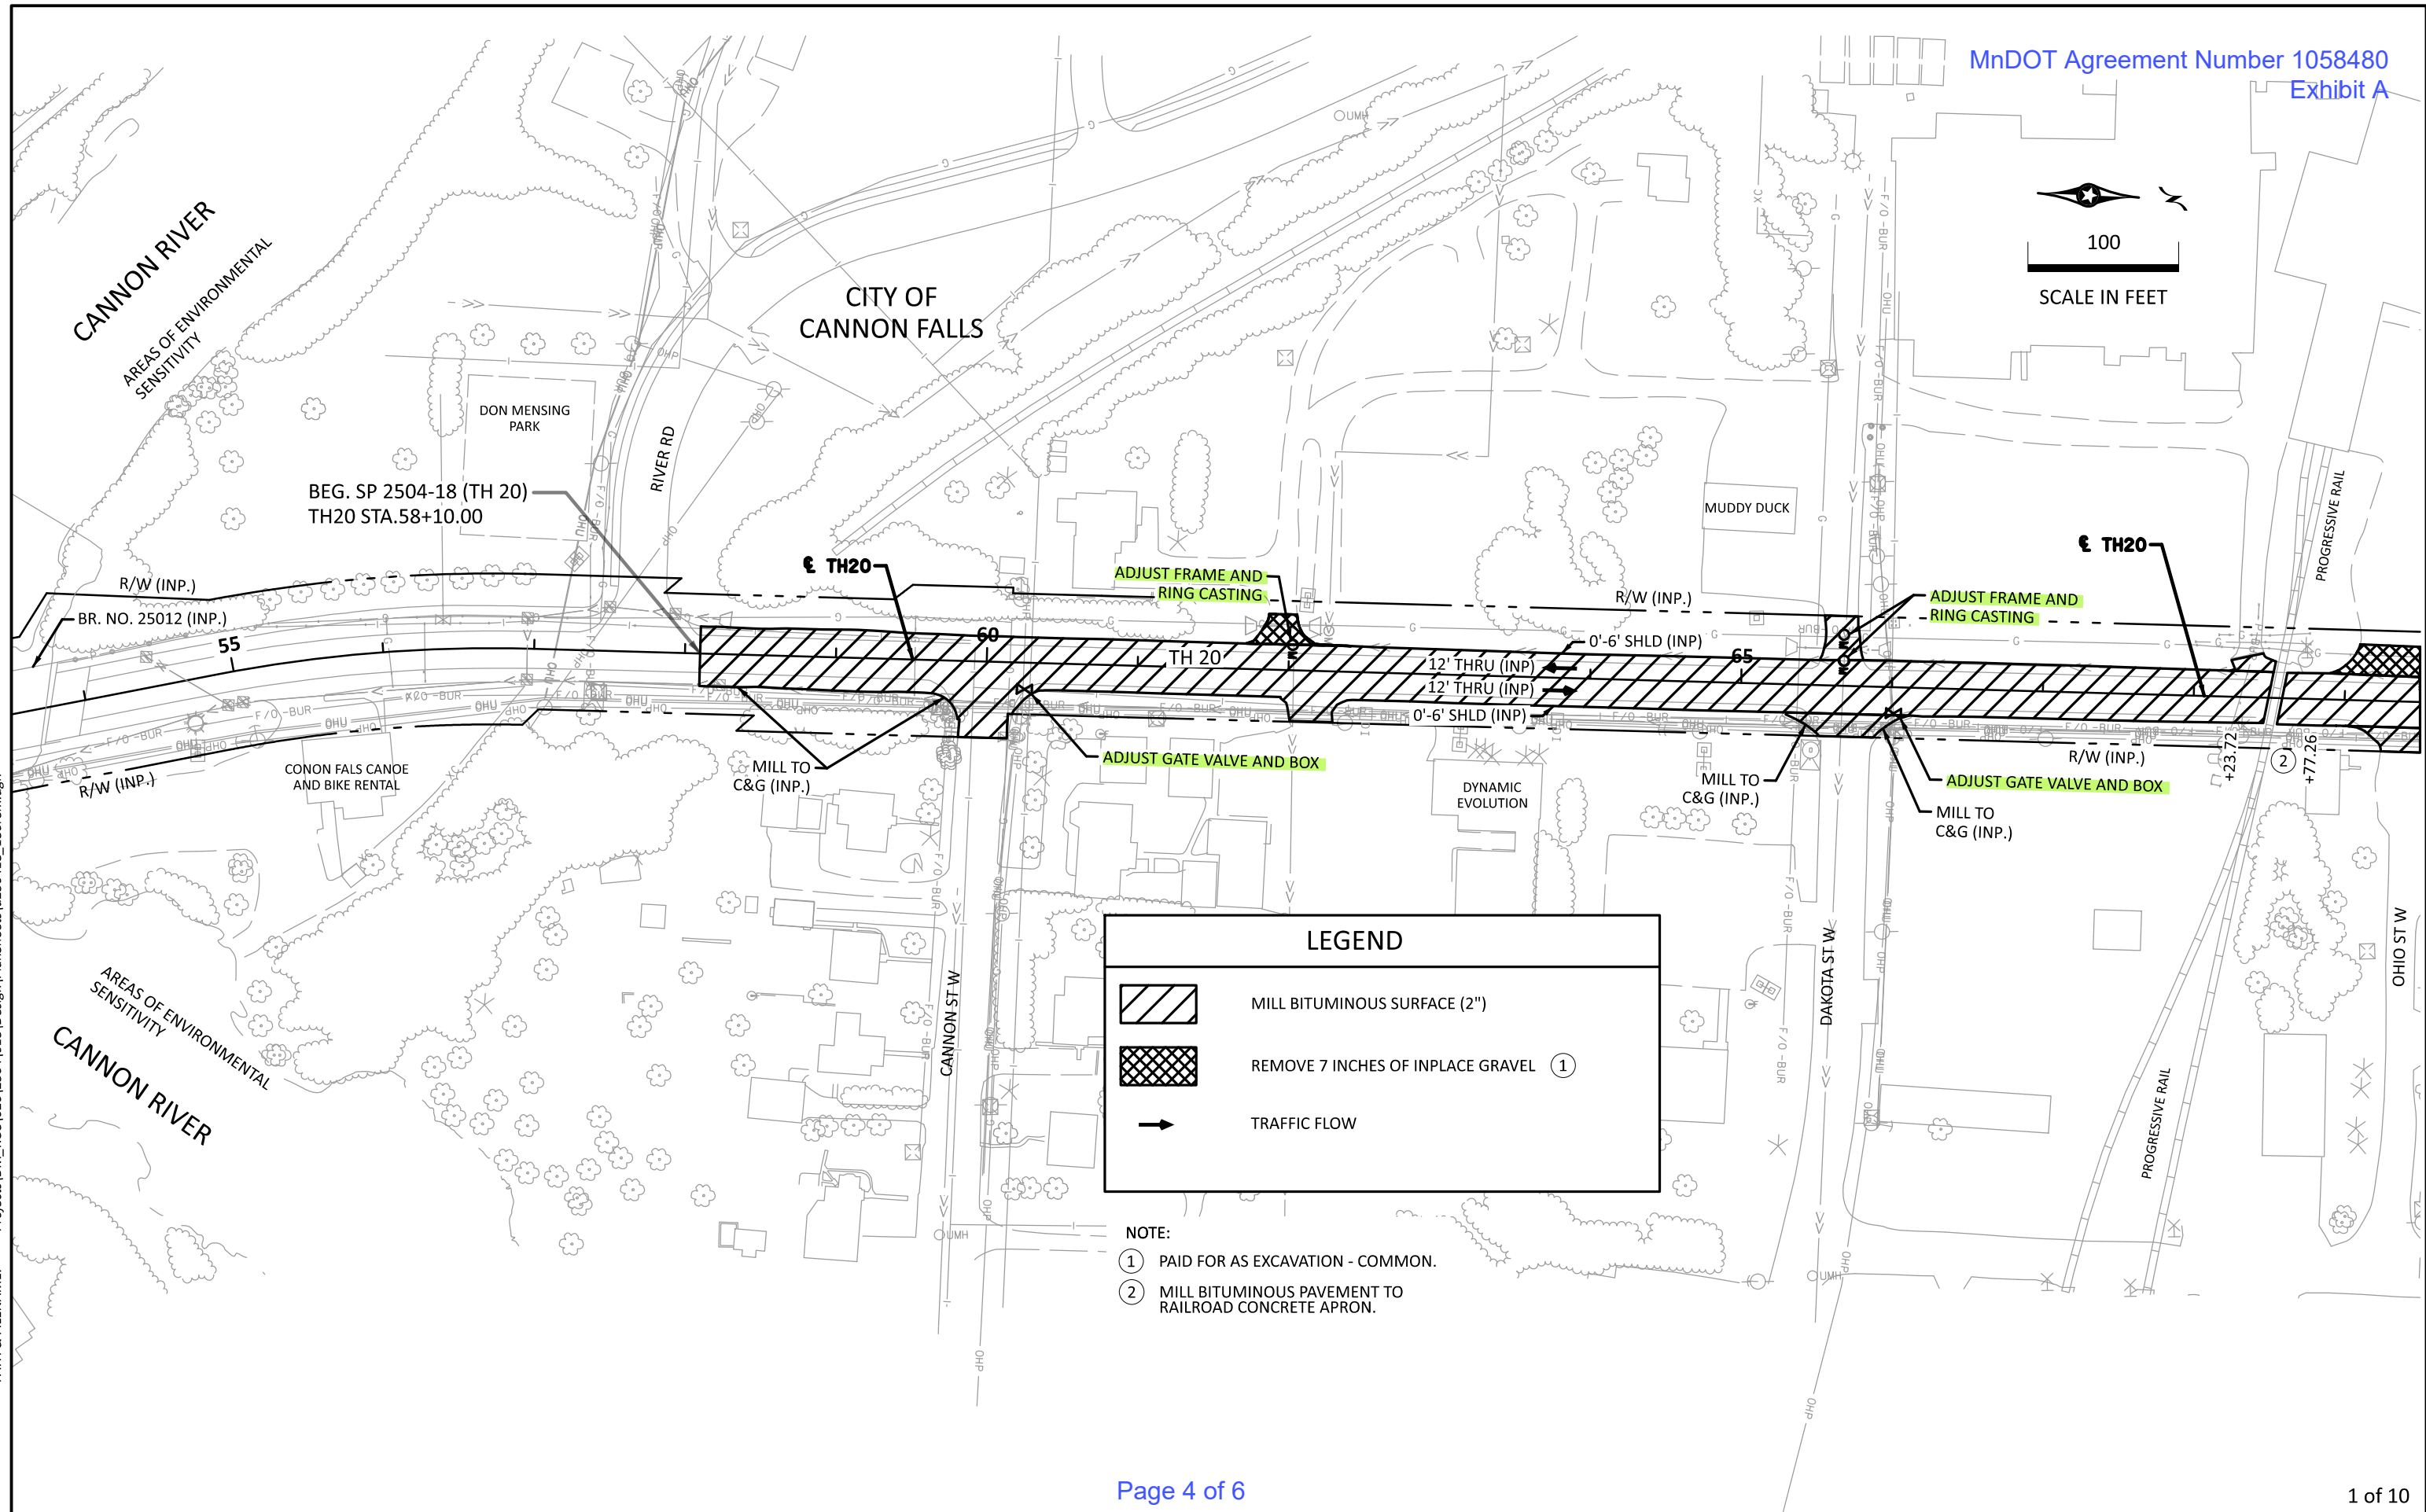 MnDOT Agreement Number 1058480
Exhibit A
100
SCALE IN FEET
CANNON RIVER
AREAS OF ENVIRONMENTAL
SENSITIVITY
CITY OF
CANNON FALLS
DON MENSING
PARK
RIVER RD
BEG. SP 2504-18 (TH 20)
TH20 STA.58+10.00
MUDDY DUCK
PROGRESSIVE RAIL
℄ TH20
℄ TH20
ADJUST FRAME AND
RING CASTING
ADJUST FRAME AND
RING CASTING
R/W (INP.)
R/W (INP.)
BR. NO. 25012 (INP.)
55
60
65
TH 20
0'-6' SHLD (INP)
12' THRU (INP)
12' THRU (INP)
0'-6' SHLD (INP)
R/W (INP.)
R/W (INP.)
CONON FALS CANOE
AND BIKE RENTAL
MILL TO
C&G (INP.)
ADJUST GATE VALVE AND BOX
DYNAMIC
EVOLUTION
MILL TO
C&G (INP.)
ADJUST GATE VALVE AND BOX
MILL TO
C&G (INP.)
+23.72
2
+77.26
AREAS OF ENVIRONMENTAL
SENSITIVITY
CANNON RIVER
CANNON ST W
DAKOTA ST W
OHIO ST W
PROGRESSIVE RAIL
LEGEND
MILL BITUMINOUS SURFACE (2")
REMOVE 7 INCHES OF INPLACE GRAVEL 1
TRAFFIC FLOW
NOTE:
1 PAID FOR AS EXCAVATION - COMMON.
2 MILL BITUMINOUS PAVEMENT TO
RAILROAD CONCRETE APRON.
UMH
UMH
UMH
Page 4 of 6
1 of 10